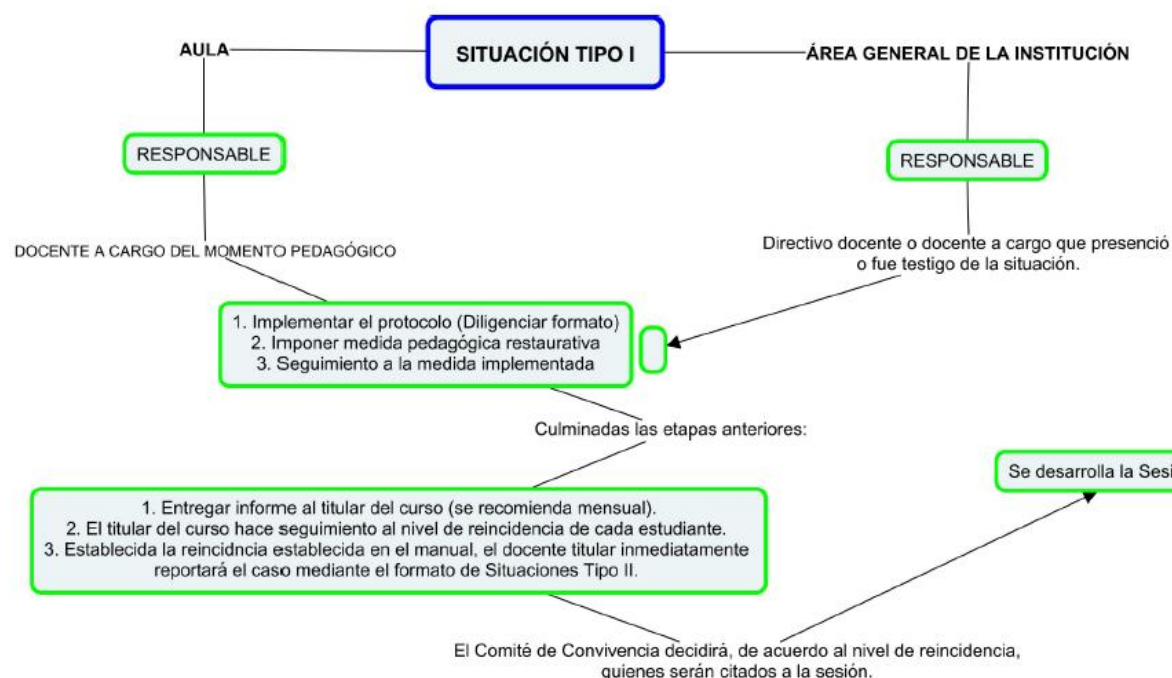 SITUACIÓN TIPO I
AULA
ÁREA GENERAL DE LA INSTITUCIÓN
RESPONSABLE
RESPONSABLE
DOCENTE A CARGO DEL MOMENTO PEDAGÓGICO
Directivo docente o docente a cargo que presenció
o fue testigo de la situación.
1. Implementar el protocolo (Diligenciar formato)
2. Imponer medida pedagógica restaurativa
3. Seguimiento a la medida implementada
Culminadas las etapas anteriores:
1. Entregar informe al titular del curso (se recomienda mensual).
2. El titular del curso hace seguimiento al nivel de reincidencia de cada estudiante.
3. Establecida la reincidncia establecida en el manual, el docente titular inmediatamente
reportará el caso mediante el formato de Situaciones Tipo II.
Se desarrolla la Sesi
El Comité de Convivencia decidirá, de acuerdo al nivel de reincidencia,
quienes serán citados a la sesión.